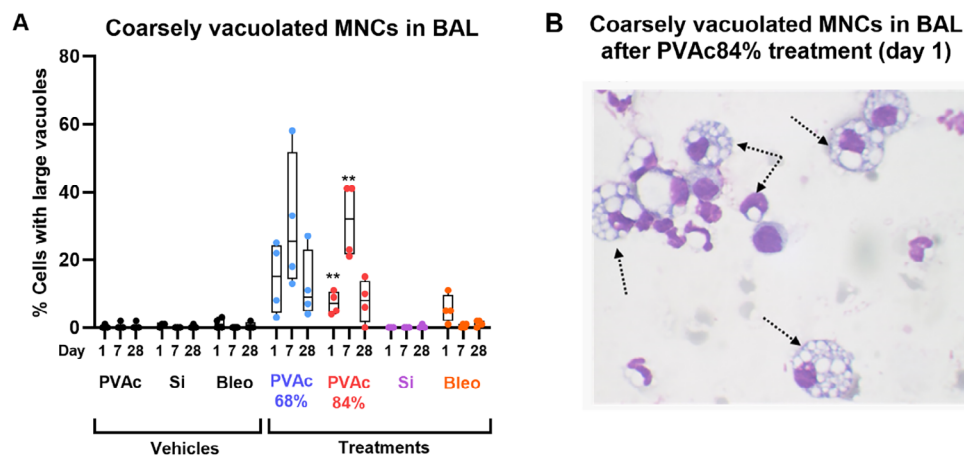 A
Coarsely vacuolated MNCs in BAL
% Cells with large vacuoles
80
60
40
20
0
**
**
Day 1 7 28 1 7 28 1 7 28 1 7 28 1 7 28 1 7 28 1 7 28
PVAc Si Bleo PVAc 68% PVAc 84% Si Bleo
Vehicles Treatments
B
Coarsely vacuolated MNCs in BAL
after PVAc84% treatment (day 1)